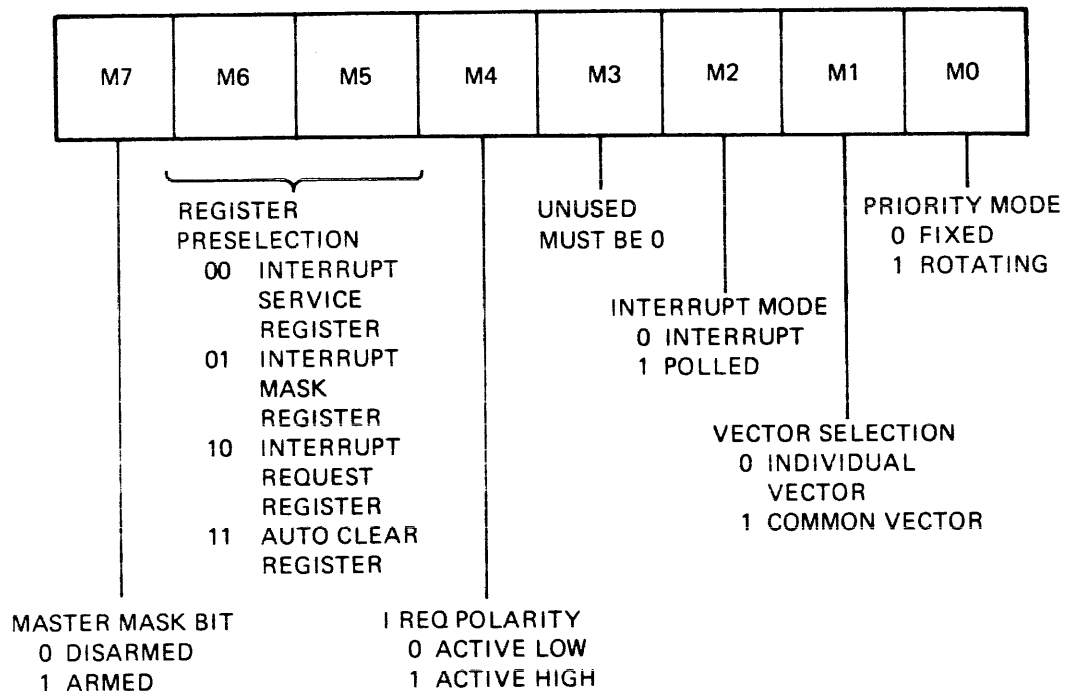 M7 M6 M5 M4 M3 M2 M1 M0
REGISTER
PRESELECTION
00 INTERRUPT
SERVICE
REGISTER
01 INTERRUPT
MASK
REGISTER
10 INTERRUPT
REQUEST
REGISTER
11 AUTO CLEAR
REGISTER
UNUSED
MUST BE 0
PRIORITY MODE
0 FIXED
1 ROTATING
INTERRUPT MODE
0 INTERRUPT
1 POLLED
VECTOR SELECTION
0 INDIVIDUAL
VECTOR
1 COMMON VECTOR
MASTER MASK BIT
0 DISARMED
1 ARMED
I REQ POLARITY
0 ACTIVE LOW
1 ACTIVE HIGH